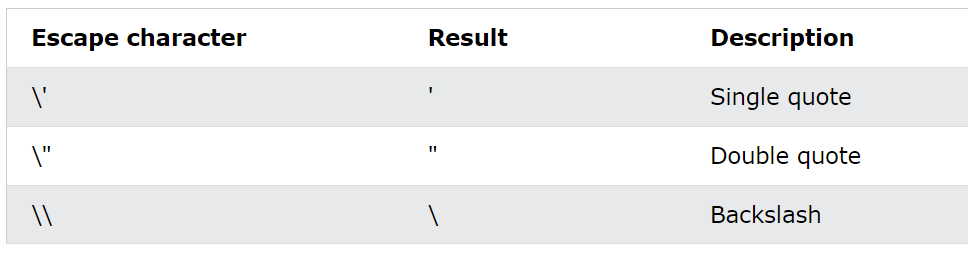 Escape character Result Description
\' ' Single quote
\" " Double quote
\\ \ Backslash